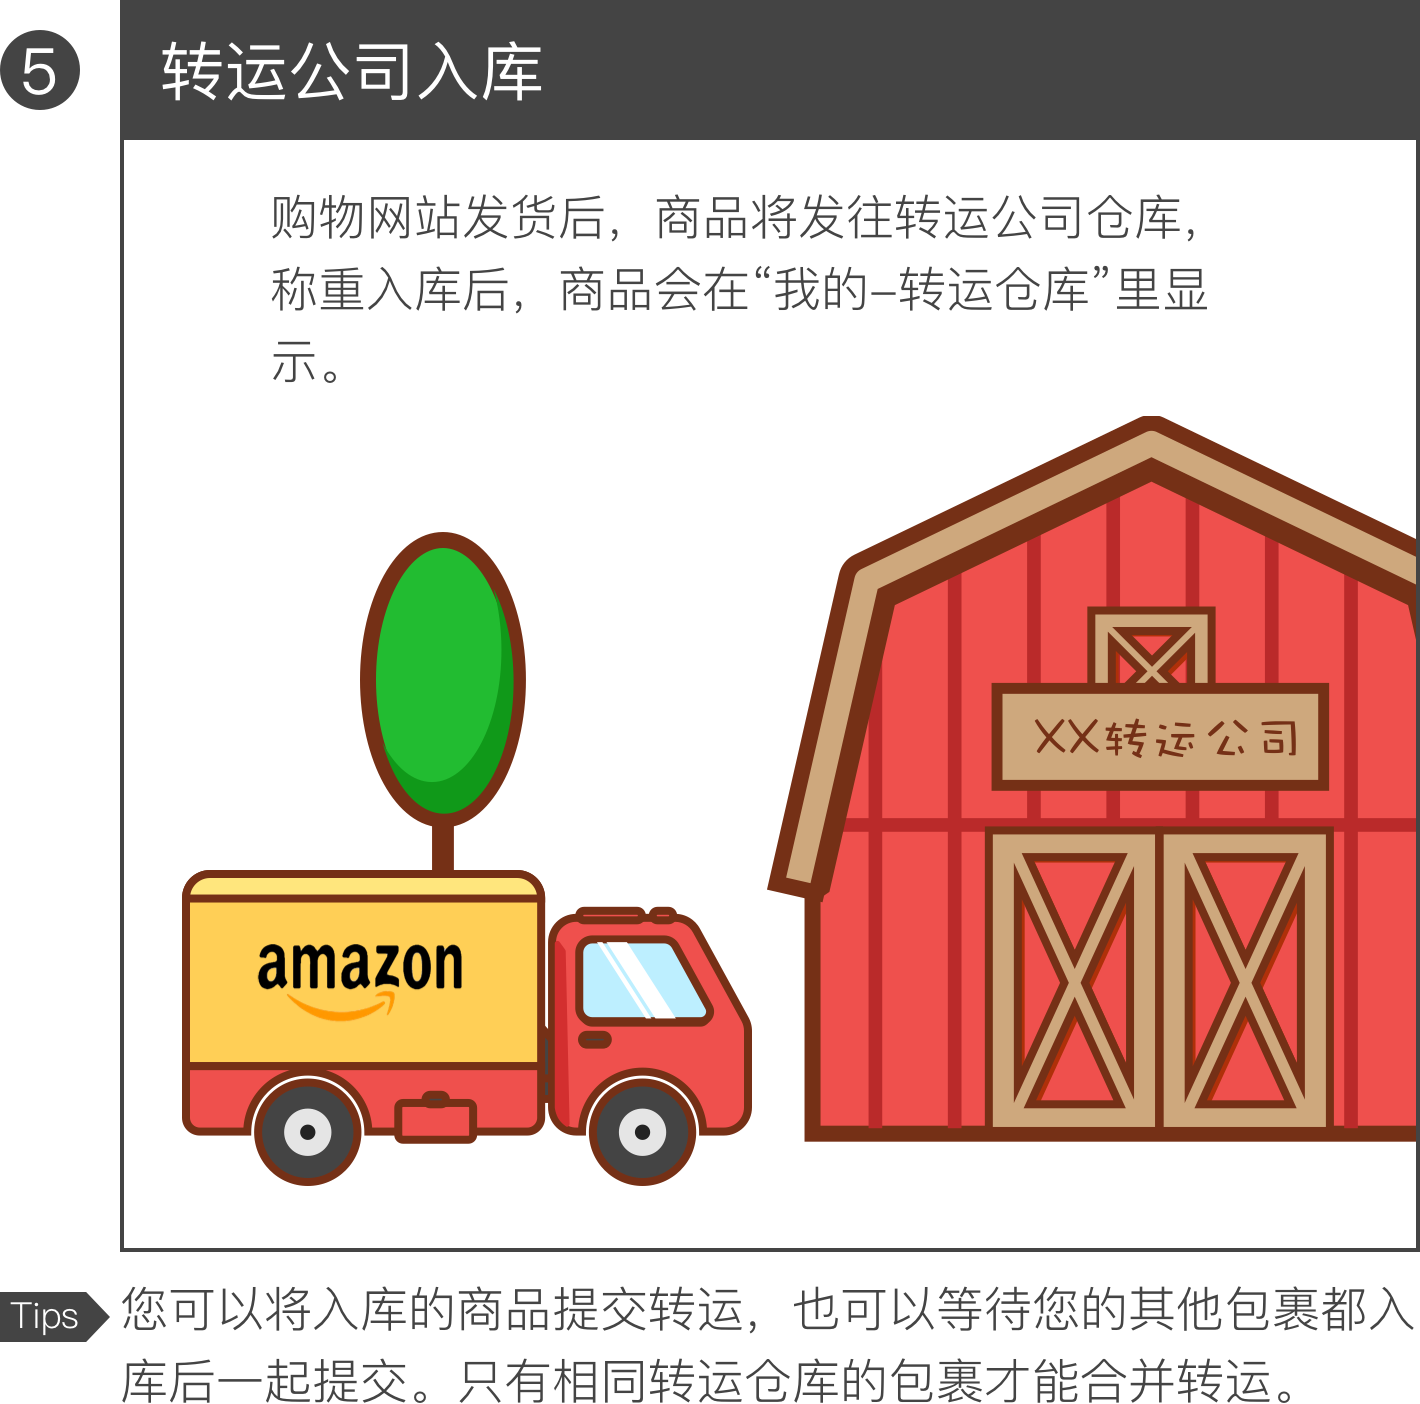 5
转运公司入库
购物网站发货后，商品将发往转运公司仓库，
称重入库后，商品会在“我的–转运仓库”里显
示。
XX转运公司
amazon
Tips
您可以将入库的商品提交转运，也可以等待您的其他包裹都入
库后一起提交。只有相同转运仓库的包裹才能合并转运。